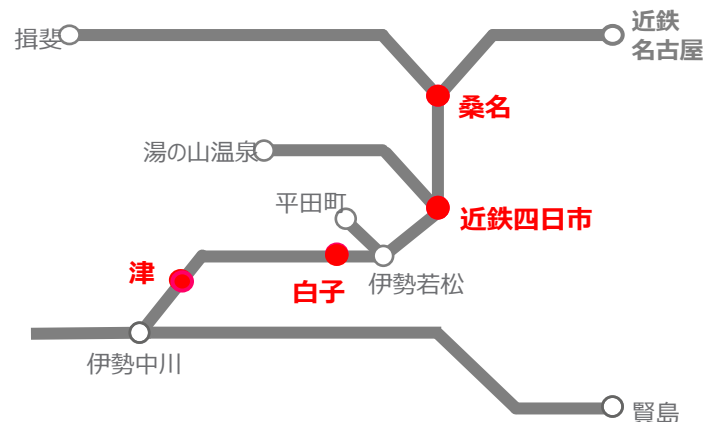 近鉄
名古屋
揖斐
桑名
湯の山温泉
平田町
近鉄四日市
津
白子
伊勢若松
伊勢中川
賢島